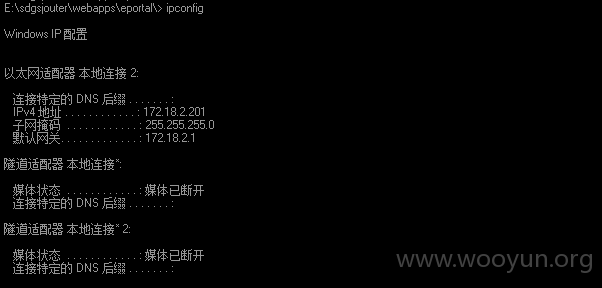 E:\sdgsjouter\webapps\eportal\> ipconfig
Windows IP 配置
以太网适配器 本地连接 2:
连接特定的 DNS 后缀 . . . . . . . :
IPv4 地址 . . . . . . . . . . . . : 172.18.2.201
子网掩码 . . . . . . . . . . . . : 255.255.255.0
默认网关. . . . . . . . . . . . . : 172.18.2.1
隧道适配器 本地连接*:
媒体状态 . . . . . . . . . . . . : 媒体已断开
连接特定的 DNS 后缀 . . . . . . . :
隧道适配器 本地连接* 2:
媒体状态 . . . . . . . . . . . . : 媒体已断开
连接特定的 DNS 后缀 . . . . . . . :
www.wooyun.org